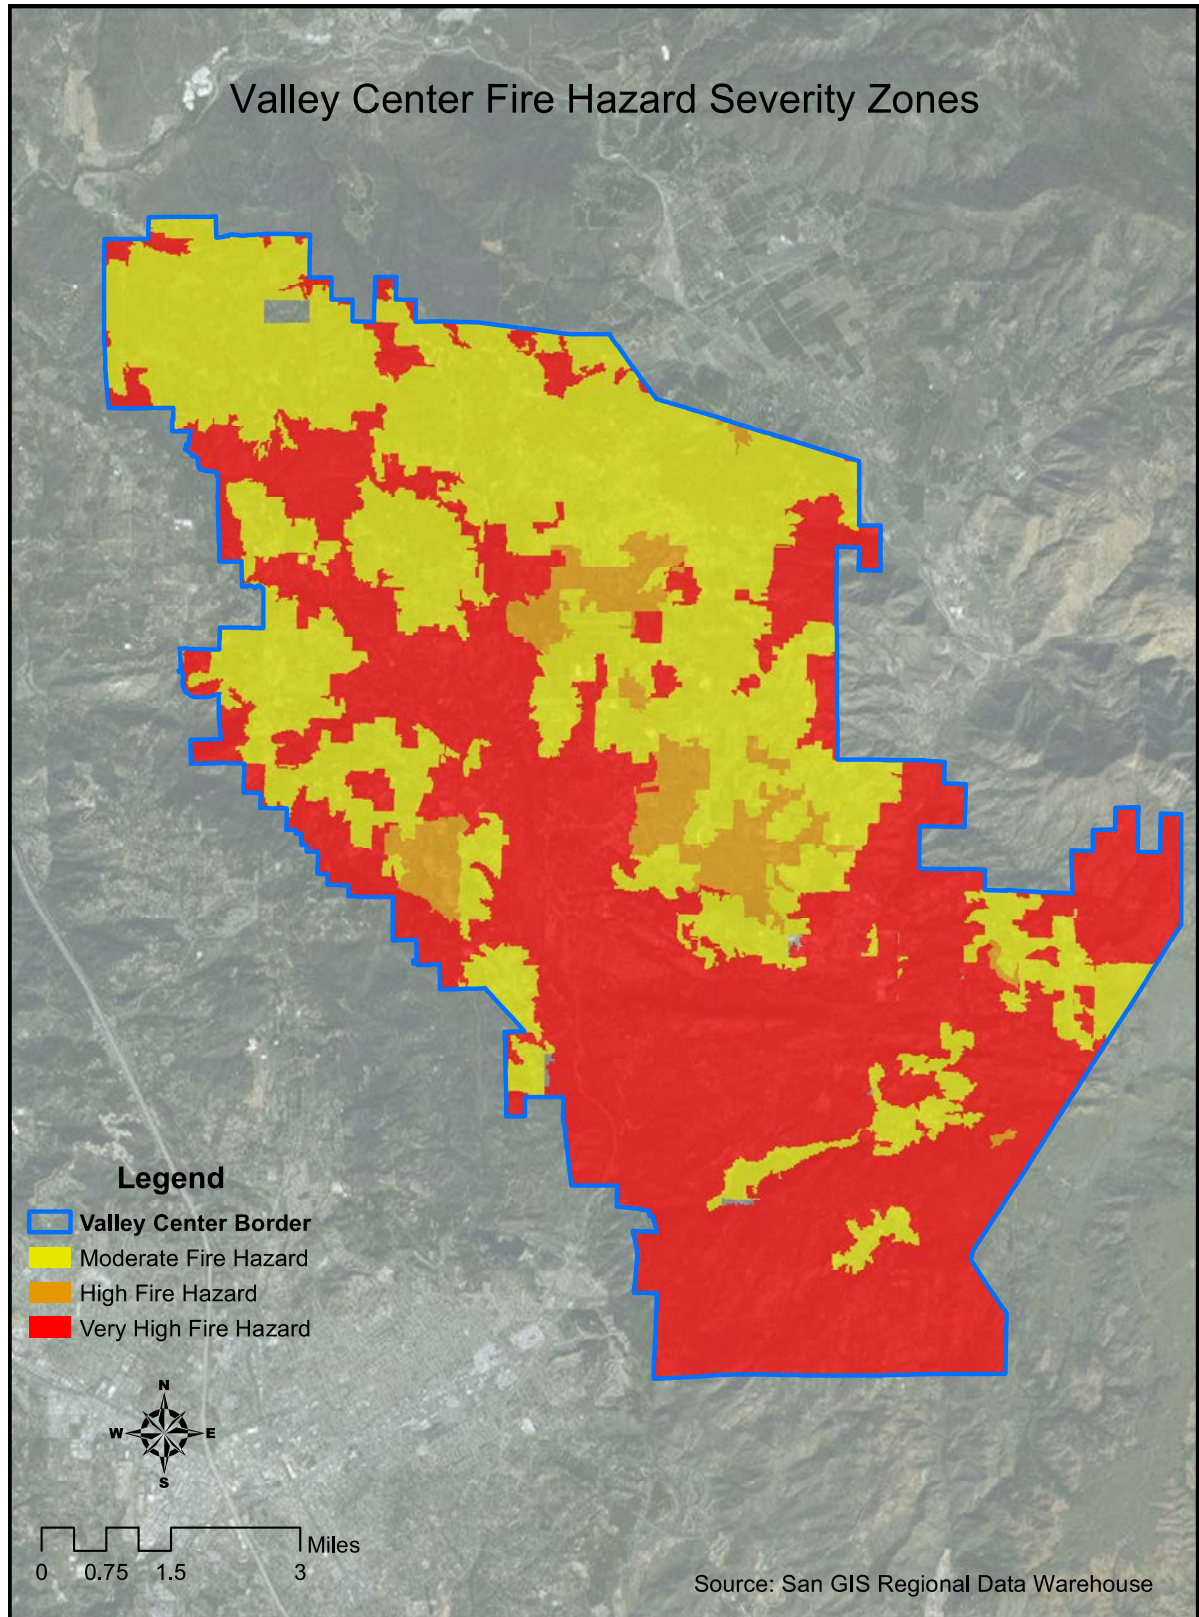 Valley Center Fire Hazard Severity Zones
Legend
Valley Center Border
Moderate Fire Hazard
High Fire Hazard
Very High Fire Hazard
N
W E
S
Miles
0 0.75 1.5 3
Source: San GIS Regional Data Warehouse